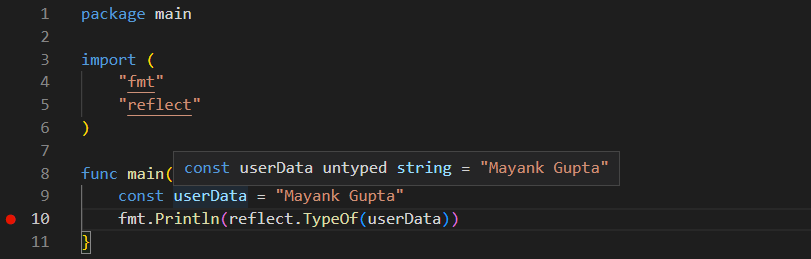 1 package main
2
3 import (
4 "fmt"
5 "reflect"
6 )
7
8 func main(
const userData untyped string = "Mayank Gupta"
9 const userData = "Mayank Gupta"
10 fmt.Println(reflect.TypeOf(userData))
11 }